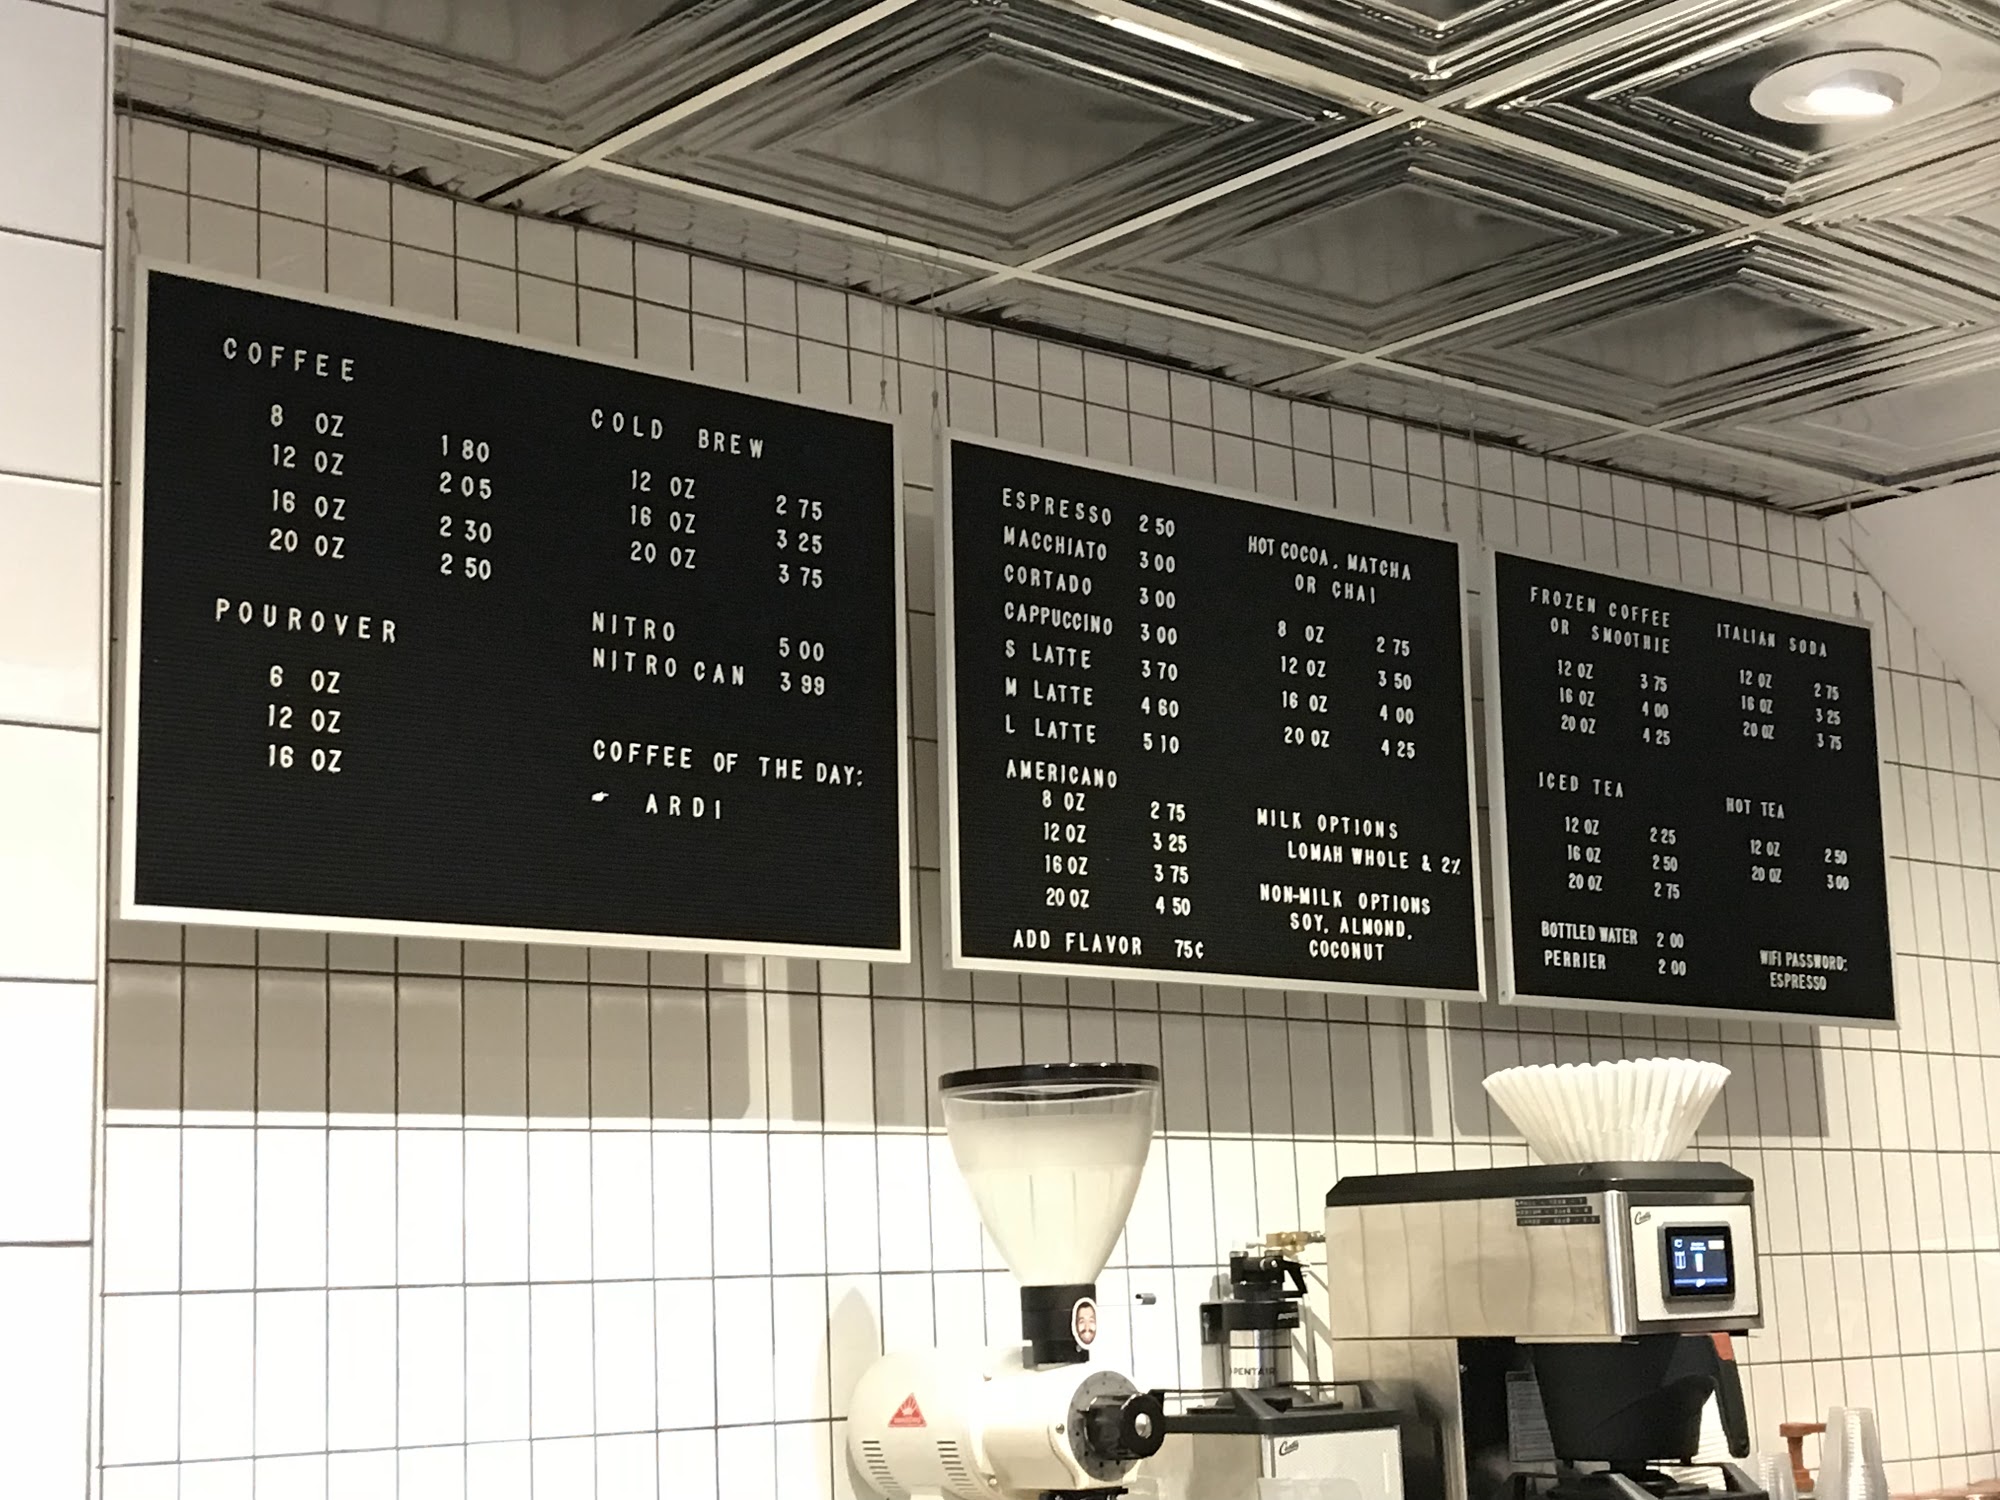 COFFEE
8 OZ 1 80
12 OZ 2 05
16 OZ 2 30
20 OZ 2 50
POUROVER
6 OZ
12 OZ
16 OZ
COLD BREW
12 OZ 2 75
16 OZ 3 25
20 OZ 3 75
NITRO 5 00
NITRO CAN 3 99
COFFEE OF THE DAY:
ARDI
ESPRESSO 2 50
MACCHIATO 3 00
CORTADO 3 00
CAPPUCCINO 3 00
S LATTE 3 70
M LATTE 4 60
L LATTE 5 10
AMERICANO
8 OZ 2 75
12 OZ 3 25
16 OZ 3 75
20 OZ 4 50
ADD FLAVOR 75¢
HOT COCOA, MATCHA
OR CHAI
8 OZ 2 75
12 OZ 3 50
16 OZ 4 00
20 OZ 4 25
MILK OPTIONS
LOMAH WHOLE & 2%
NON-MILK OPTIONS
SOY, ALMOND,
COCONUT
FROZEN COFFEE
OR SMOOTHIE
12 OZ 3 75
16 OZ 4 00
20 OZ 4 25
ICED TEA
12 OZ 2 25
16 OZ 2 50
20 OZ 2 75
BOTTLED WATER 2 00
PERRIER 2 00
ITALIAN SODA
12 OZ 2 75
16 OZ 3 25
20 OZ 3 75
HOT TEA
12 OZ 2 50
20 OZ 3 00
WIFI PASSWORD:
ESPRESSO
Curtis
PENTAIR
Curtis